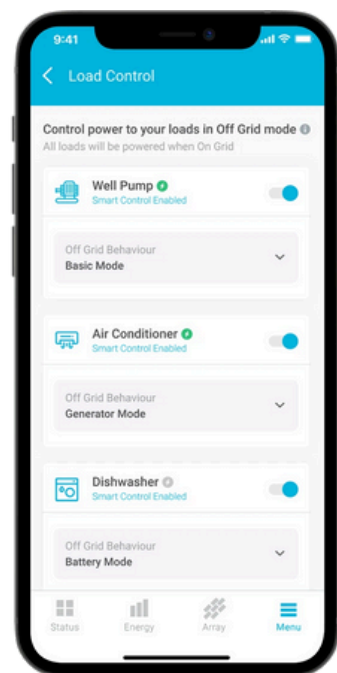 9:41
Load Control
Control power to your loads in Off Grid mode
All loads will be powered when On Grid
Well Pump
Smart Control Enabled
Off Grid Behaviour
Basic Mode
Air Conditioner
Smart Control Enabled
Off Grid Behaviour
Generator Mode
Dishwasher
Smart Control Enabled
Off Grid Behaviour
Battery Mode
Status Energy Array Menu